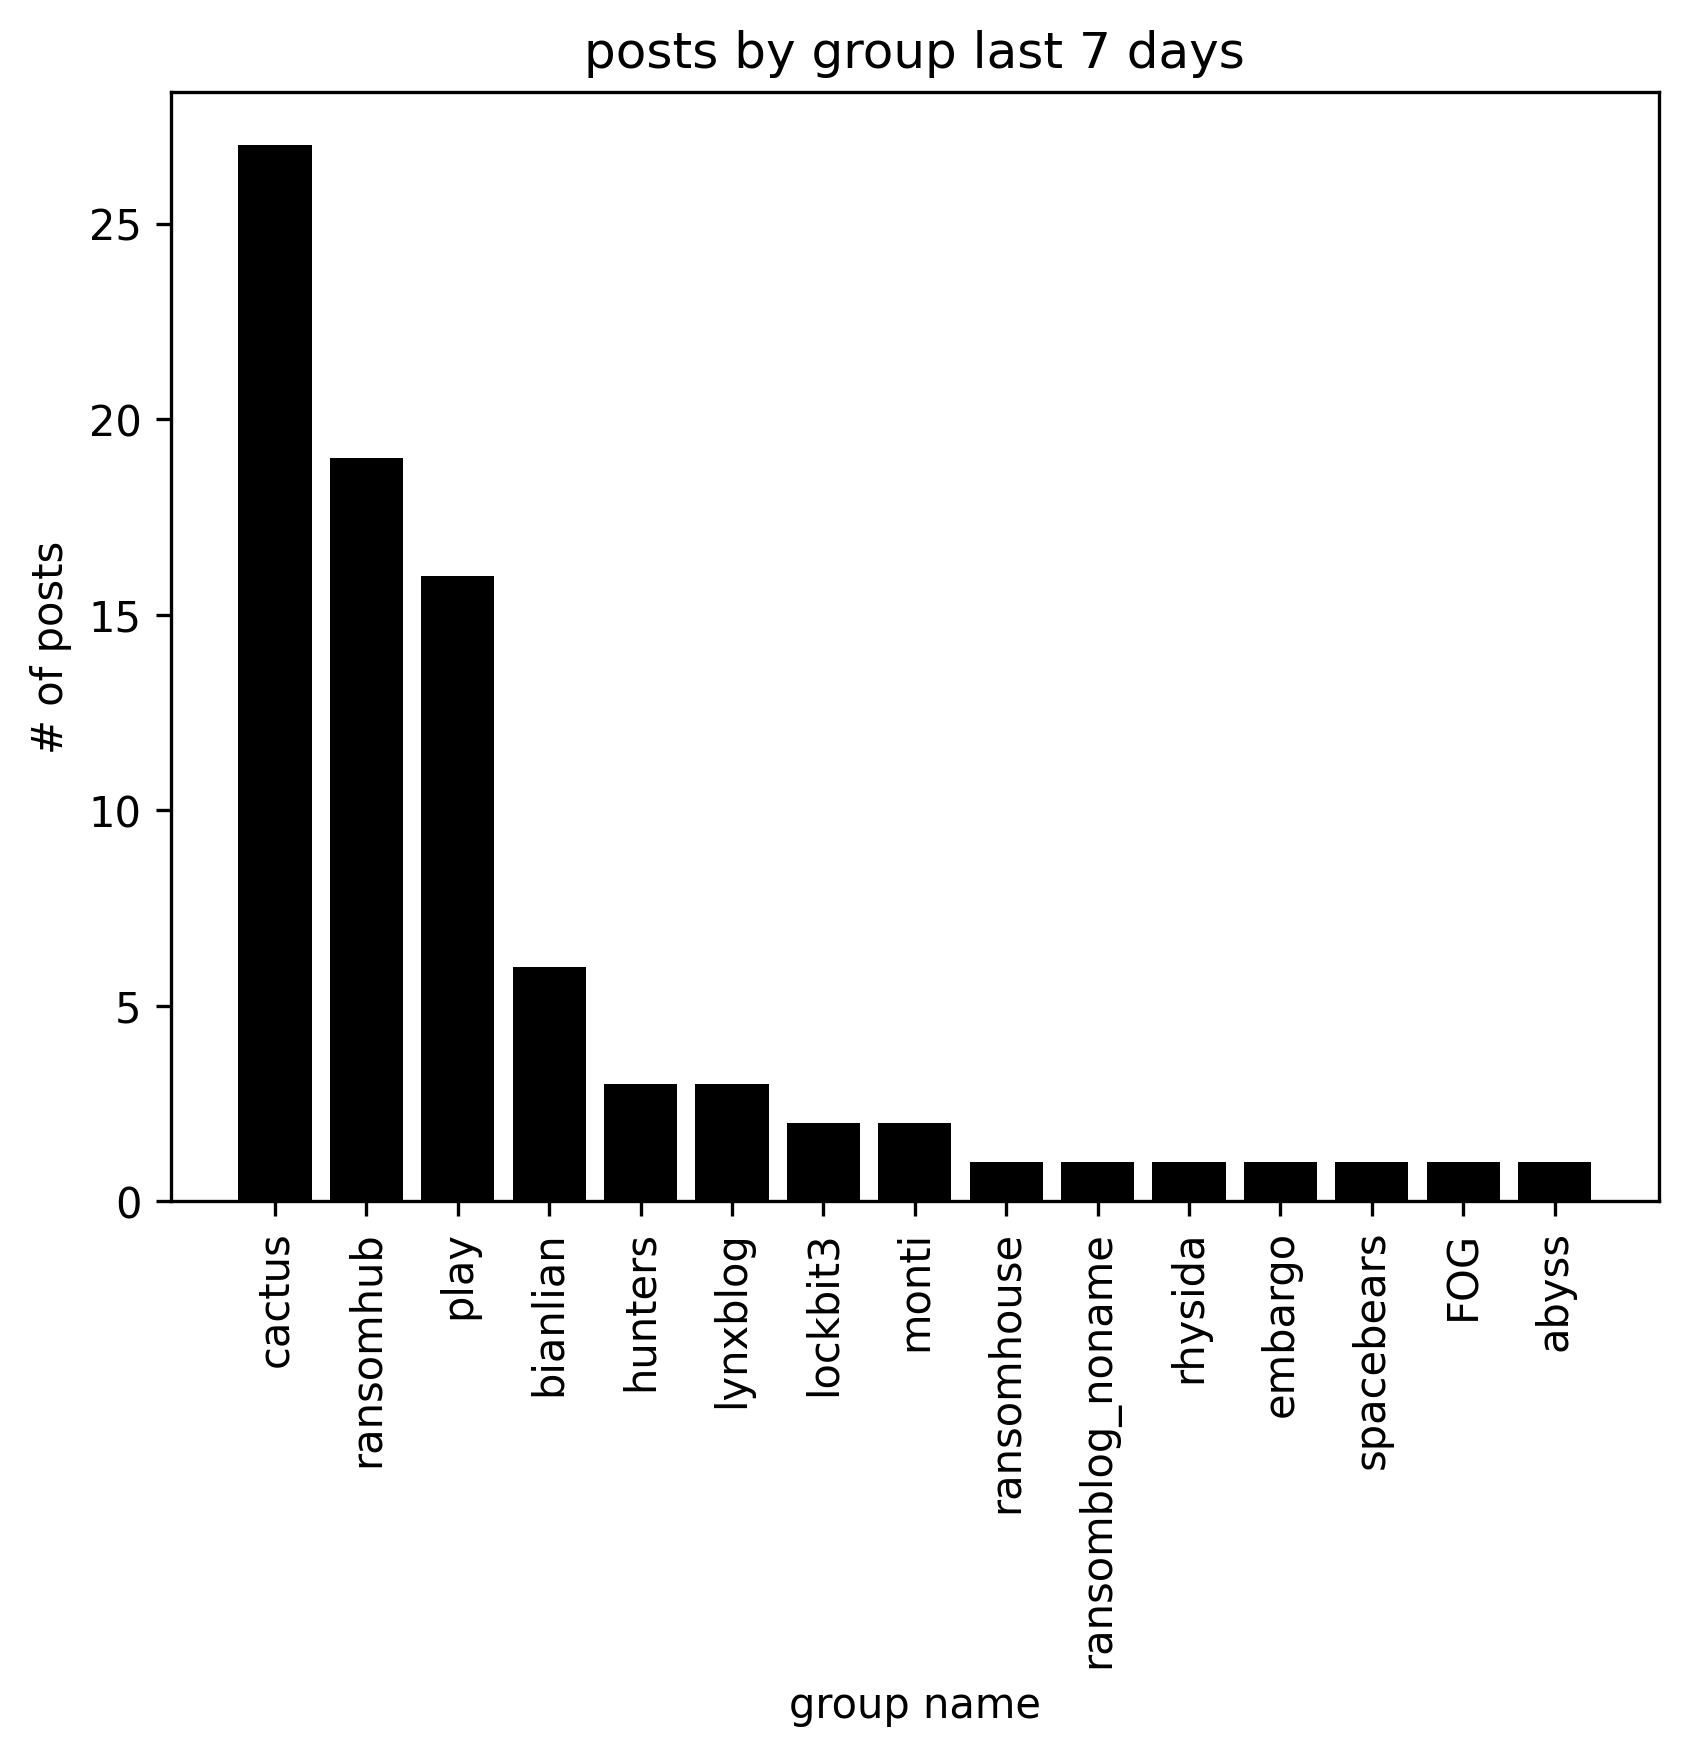 posts by group last 7 days
# of posts
25
20
15
10
5
0
cactus
ransomhub
play
bianlian
hunters
lynxblog
lockbit3
monti
ransomhouse
ransomblog_noname
rhysida
embargo
spacebears
FOG
abyss
group name